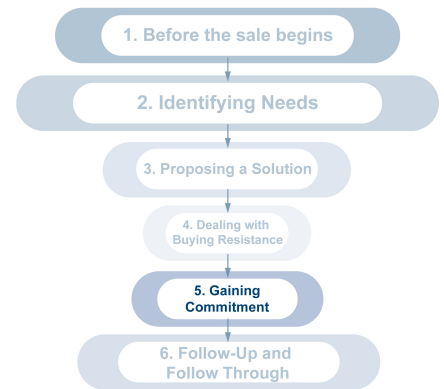 1. Before the sale begins
2. Identifying Needs
3. Proposing a Solution
4. Dealing with
Buying Resistance
5. Gaining
Commitment
6. Follow-Up and
Follow Through